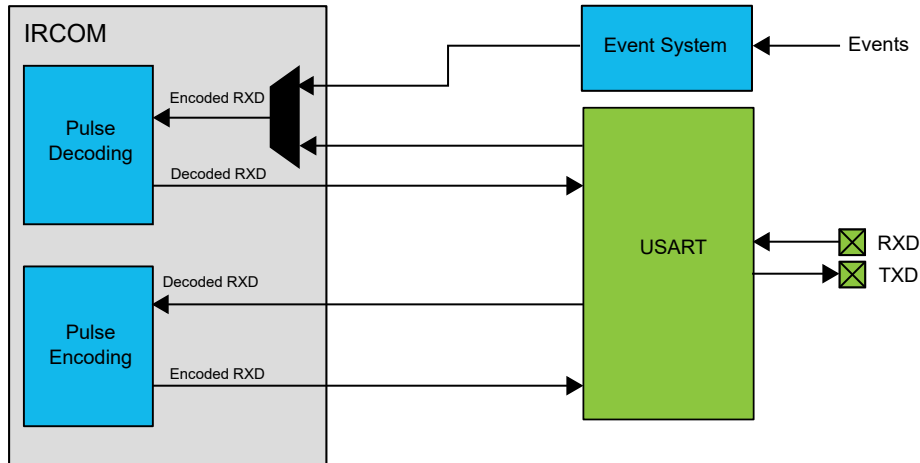 IRCOM
Event System
Events
Encoded RXD
Pulse
Decoding
Decoded RXD
USART
RXD
TXD
Decoded RXD
Pulse
Encoding
Encoded RXD